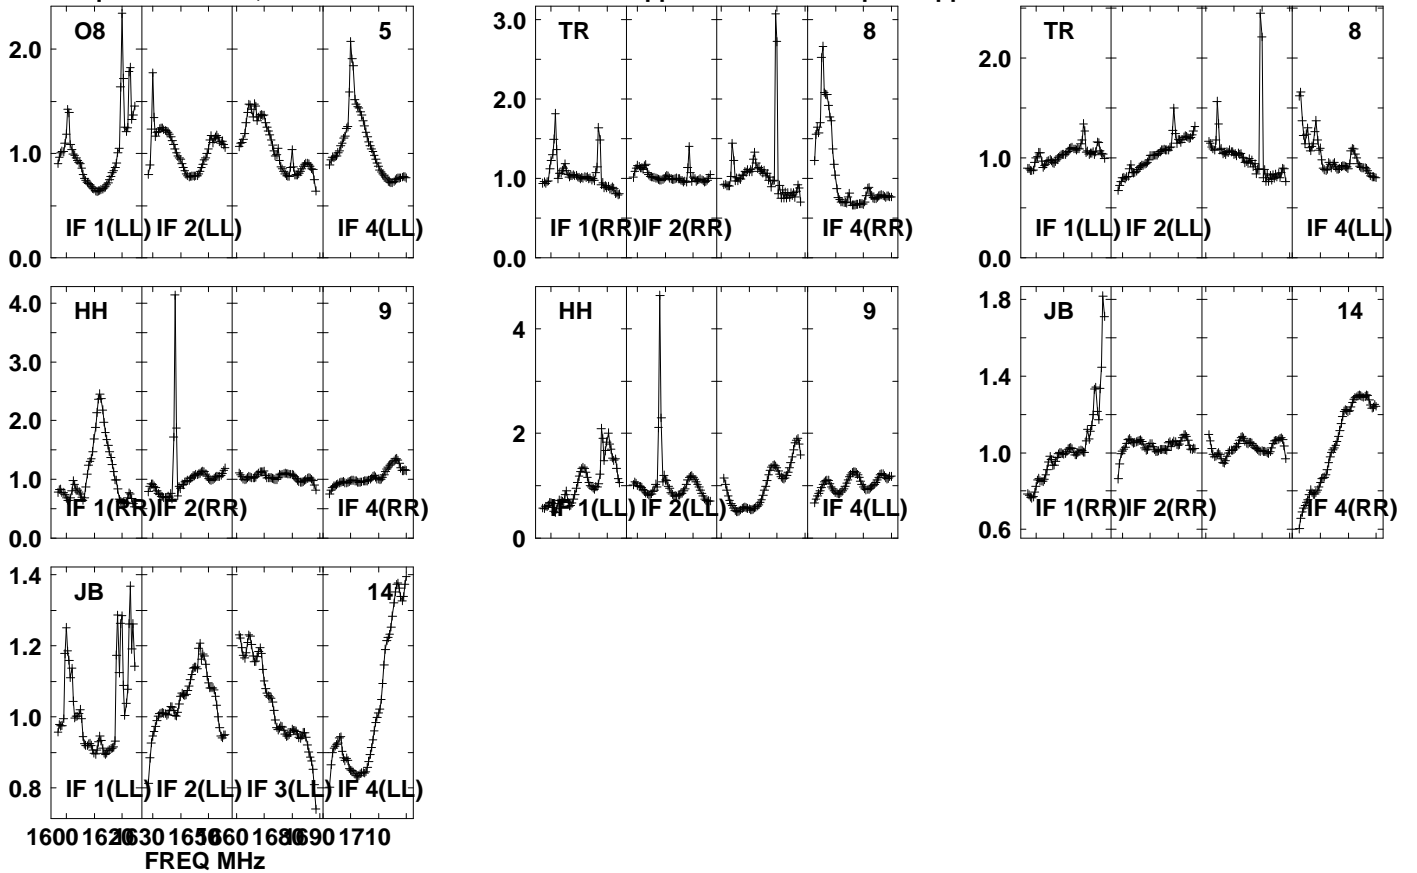 O8 5 TR 8 TR 8
2.0 3.0 2.0
1.0 2.0 1.0
0.0 1.0 0.0
0.0
IF 1(LL) IF 2(LL) IF 4(LL) IF 1(RR) IF 2(RR) IF 4(RR) IF 1(LL) IF 2(LL) IF 4(LL)
HH 9 HH 9 JB 14
4.0 4 1.8
3.0 2 1.4
2.0 0 1.0
1.0 0.6
0.0
IF 1(RR) IF 2(RR) IF 4(RR) IF 1(LL) IF 2(LL) IF 4(LL) IF 1(RR) IF 2(RR) IF 4(RR)
JB 14
1.4
1.2
1.0
0.8
IF 1(LL) IF 2(LL) IF 3(LL) IF 4(LL)
1600 1620 1630 1650 1660 1680 1690 1710
FREQ MHz